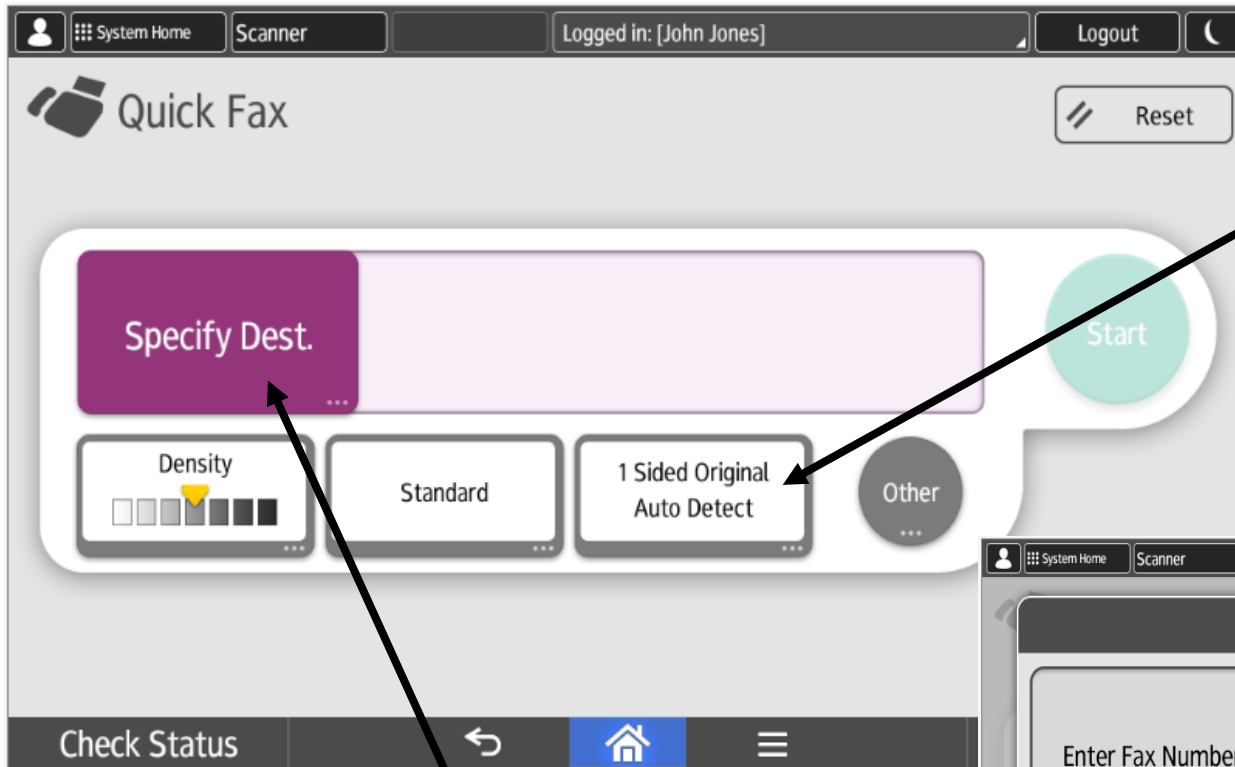 System Home Scanner Logged in: [John Jones] Logout
Quick Fax
Reset
Specify Dest.
Start
Density
Standard
1 Sided Original
Auto Detect
Other
System Home Scanner
Check Status
Enter Fax Number